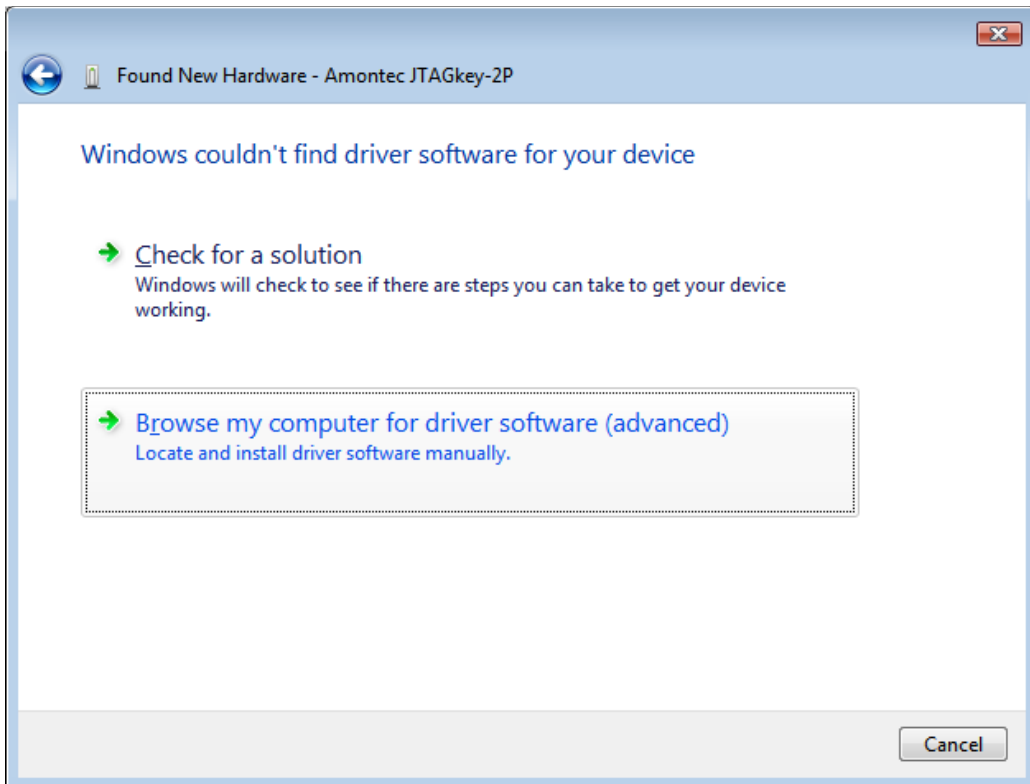 Found New Hardware - Amontec JTAGkey-2P
Windows couldn't find driver software for your device
Check for a solution
Windows will check to see if there are steps you can take to get your device
working.
Browse my computer for driver software (advanced)
Locate and install driver software manually.
Cancel